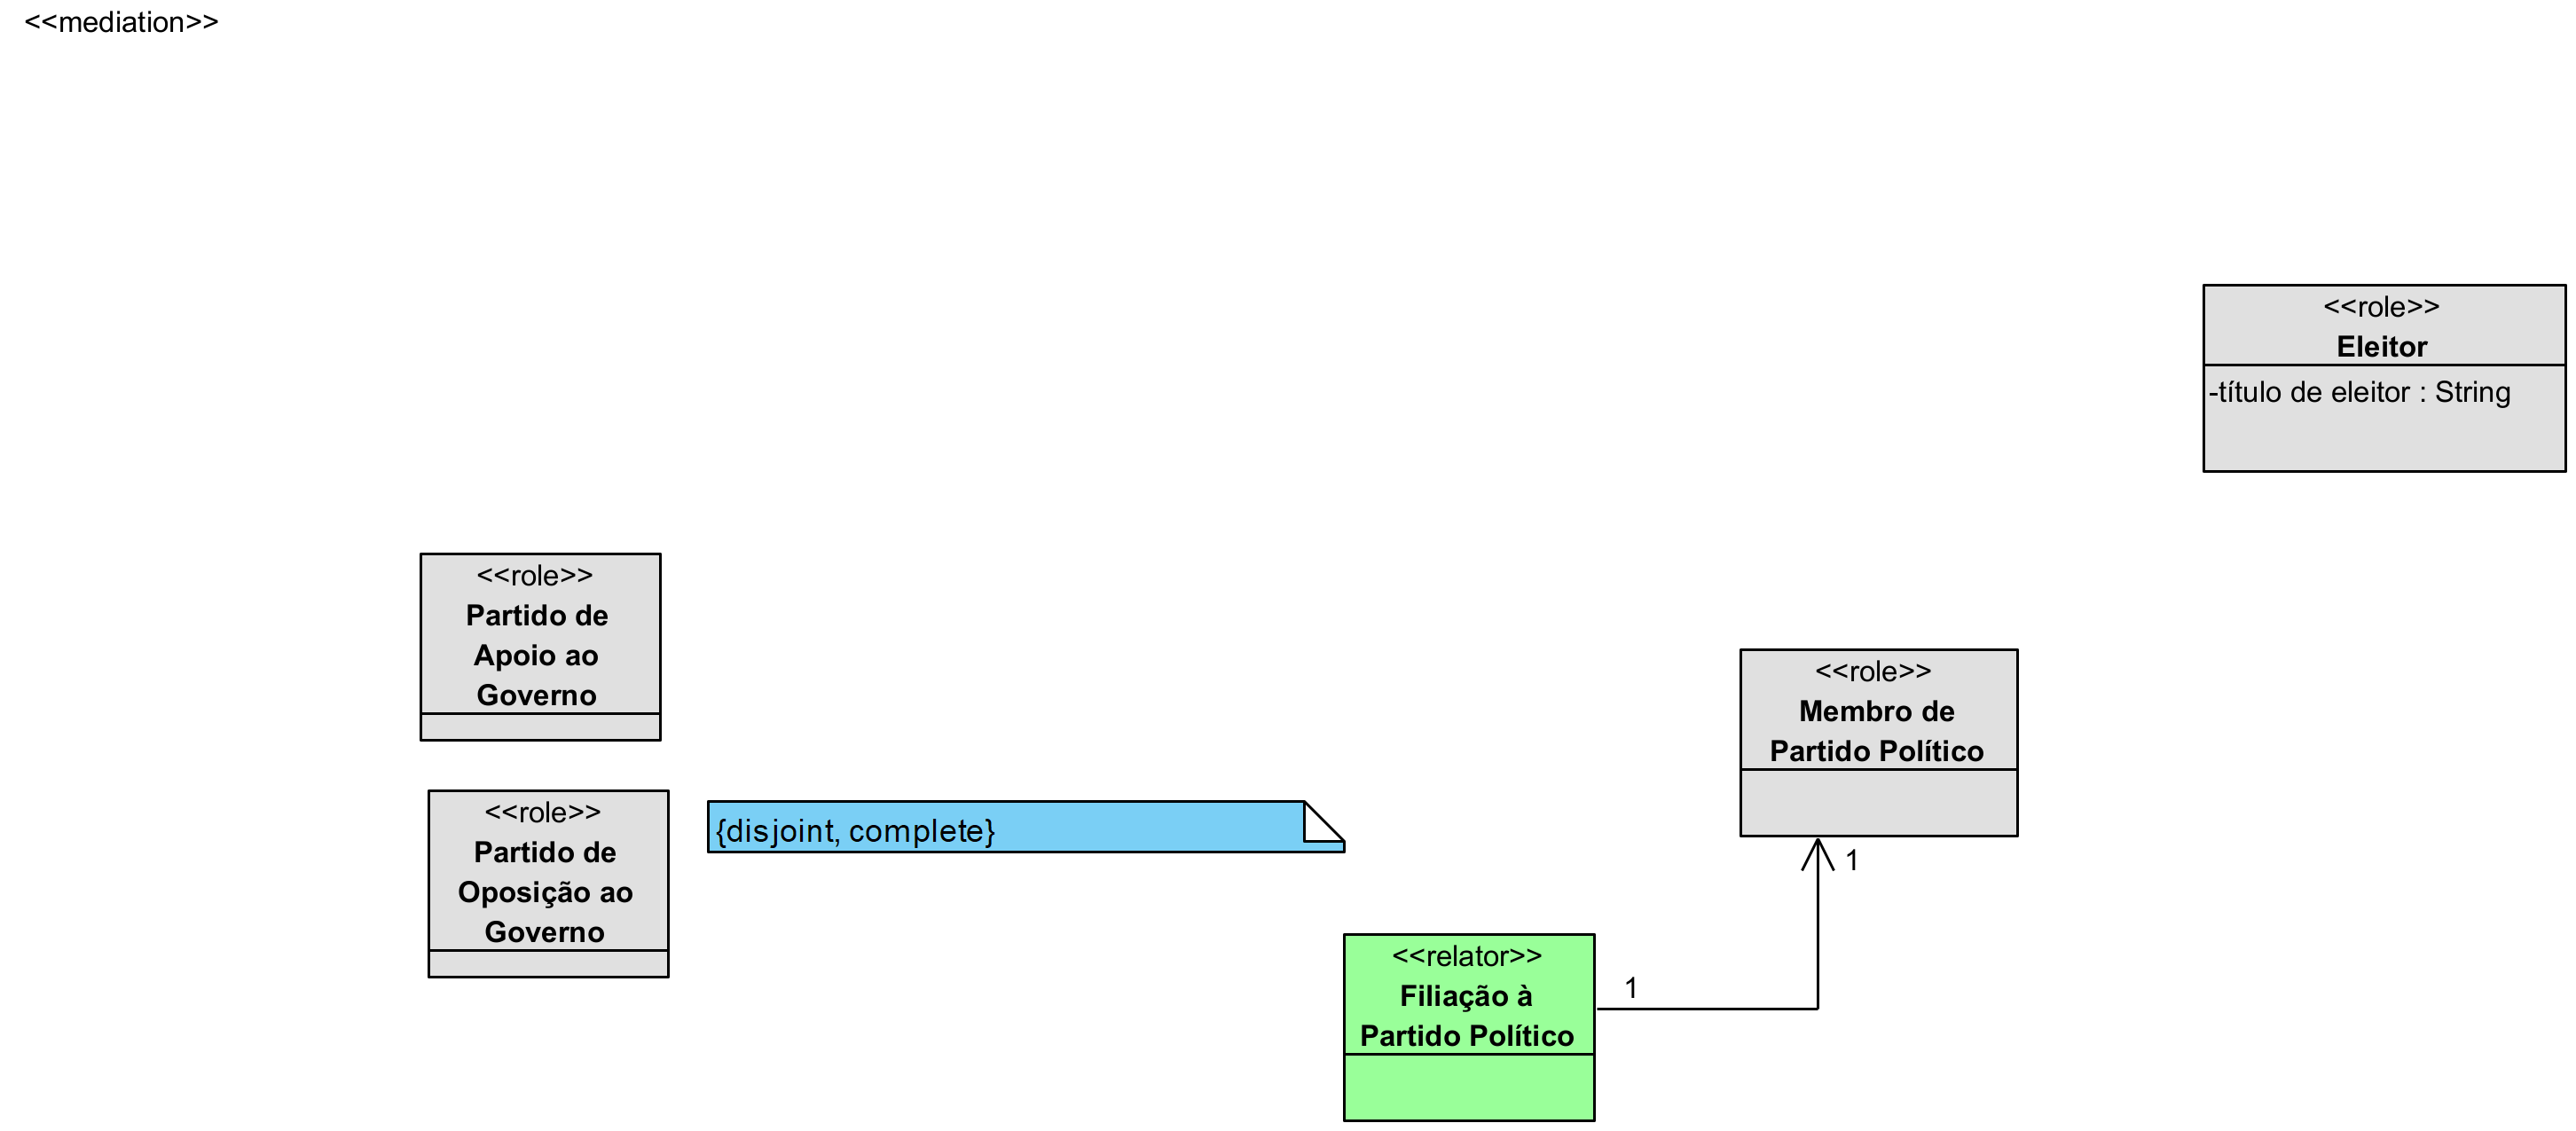 <<mediation>>
<<role>>
Eleitor
-título de eleitor : String
<<role>>
Partido de
Apoio ao
Governo
<<role>>
Partido de
Oposição ao
Governo
{disjoint, complete}
<<role>>
Membro de
Partido Político
1
1
<<relator>>
Filiação à
Partido Político